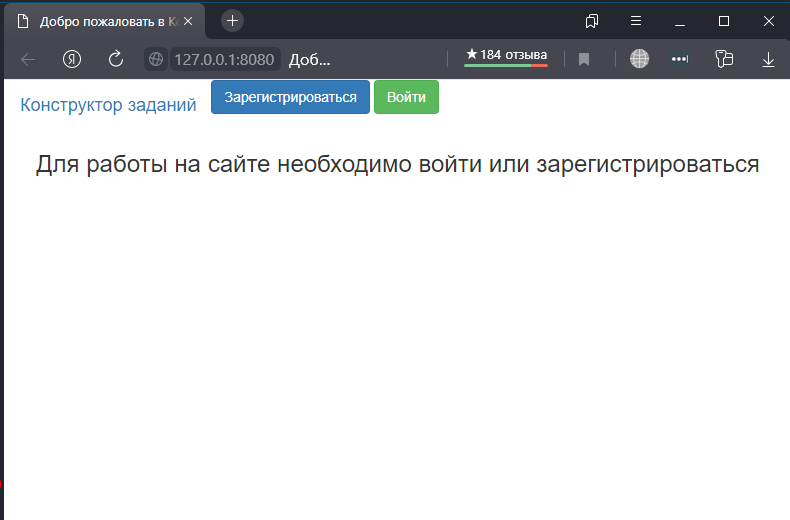 Добро пожаловать в К
Я 127.0.0.1:8080 Доб... ★184 отзыва
Конструктор заданий Зарегистрироваться Войти
Для работы на сайте необходимо войти или зарегистрироваться